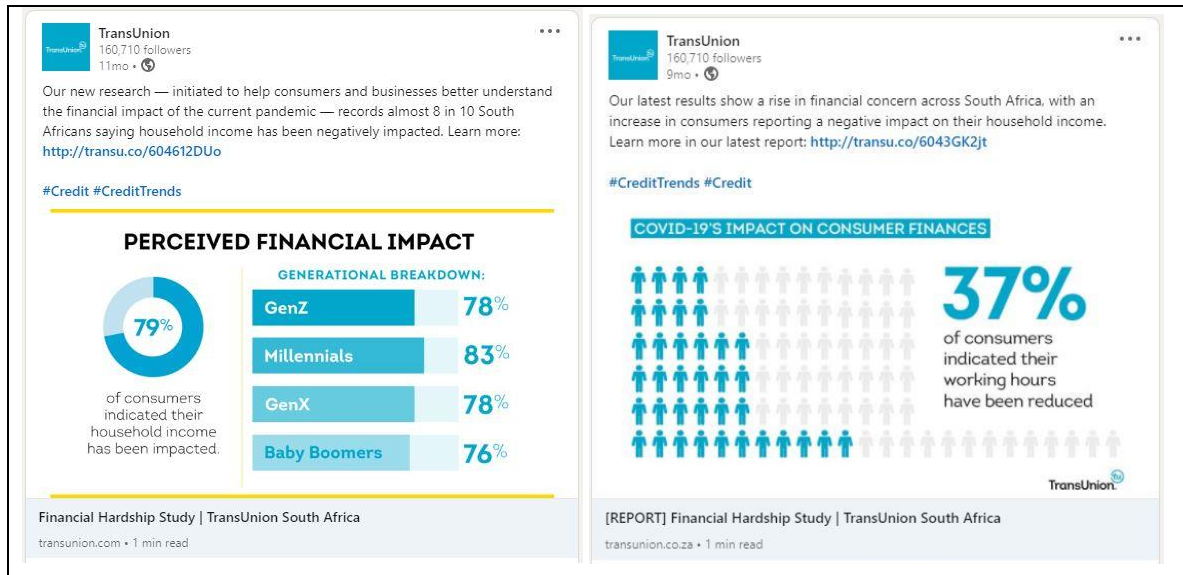 TransUnion
TransUnion
160,710 followers
11mo •
Our new research — initiated to help consumers and businesses better understand
the financial impact of the current pandemic — records almost 8 in 10 South
Africans saying household income has been negatively impacted. Learn more:
http://transu.co/604612DUo
#Credit #CreditTrends
PERCEIVED FINANCIAL IMPACT
79%
of consumers
indicated their
household income
has been impacted.
GENERATIONAL BREAKDOWN:
GenZ 78%
Millennials 83%
GenX 78%
Baby Boomers 76%
Financial Hardship Study | TransUnion South Africa
transunion.com • 1 min read
TransUnion
TransUnion
160,710 followers
9mo •
Our latest results show a rise in financial concern across South Africa, with an
increase in consumers reporting a negative impact on their household income.
Learn more in our latest report: http://transu.co/6043GK2jt
#CreditTrends #Credit
COVID-19'S IMPACT ON CONSUMER FINANCES
37%
of consumers
indicated their
working hours
have been reduced
TransUnion
[REPORT] Financial Hardship Study | TransUnion South Africa
transunion.co.za • 1 min read